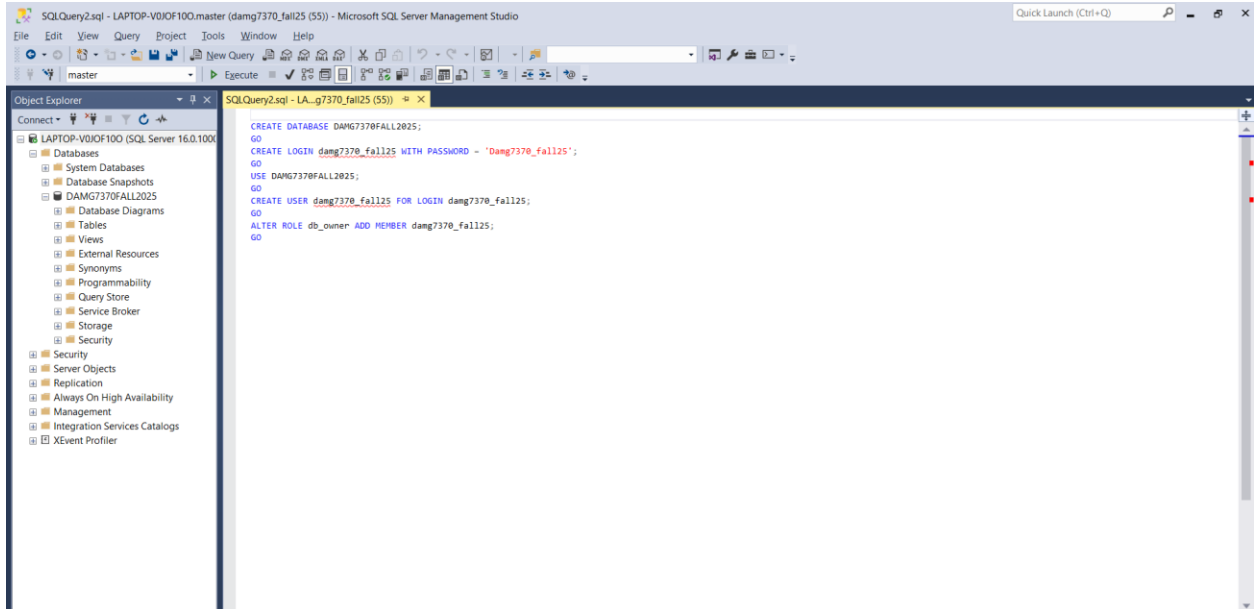 SQLQuery2.sql - LAPTOP-V0JOF10O.master (damg7370_fall25 (55)) - Microsoft SQL Server Management Studio
Quick Launch (Ctrl+Q)
File Edit View Query Project Tools Window Help
New Query
master
Execute
Object Explorer
SQLQuery2.sql - LA...g7370_fall25 (55))
Connect
LAPTOP-V0JOF10O (SQL Server 16.0.100
Databases
System Databases
Database Snapshots
DAMG7370FALL2025
Database Diagrams
Tables
Views
External Resources
Synonyms
Programmability
Query Store
Service Broker
Storage
Security
Security
Server Objects
Replication
Always On High Availability
Management
Integration Services Catalogs
XEvent Profiler
CREATE DATABASE DAMG7370FALL2025;
GO
CREATE LOGIN damg7370_fall25 WITH PASSWORD = 'Damg7370_fall25';
GO
USE DAMG7370FALL2025;
GO
CREATE USER damg7370_fall25 FOR LOGIN damg7370_fall25;
GO
ALTER ROLE db_owner ADD MEMBER damg7370_fall25;
GO